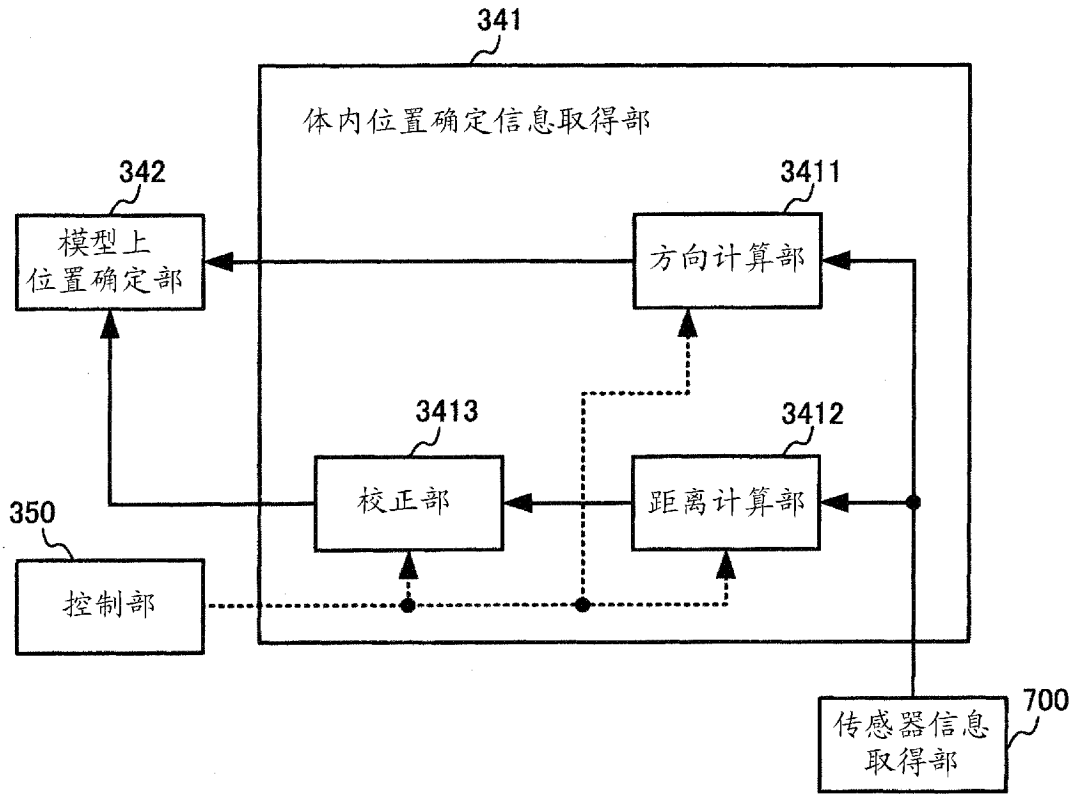 341
体内位置确定信息取得部
342
模型上
位置确定部
3411
方向计算部
3413
校正部
3412
距离计算部
350
控制部
700
传感器信息
取得部